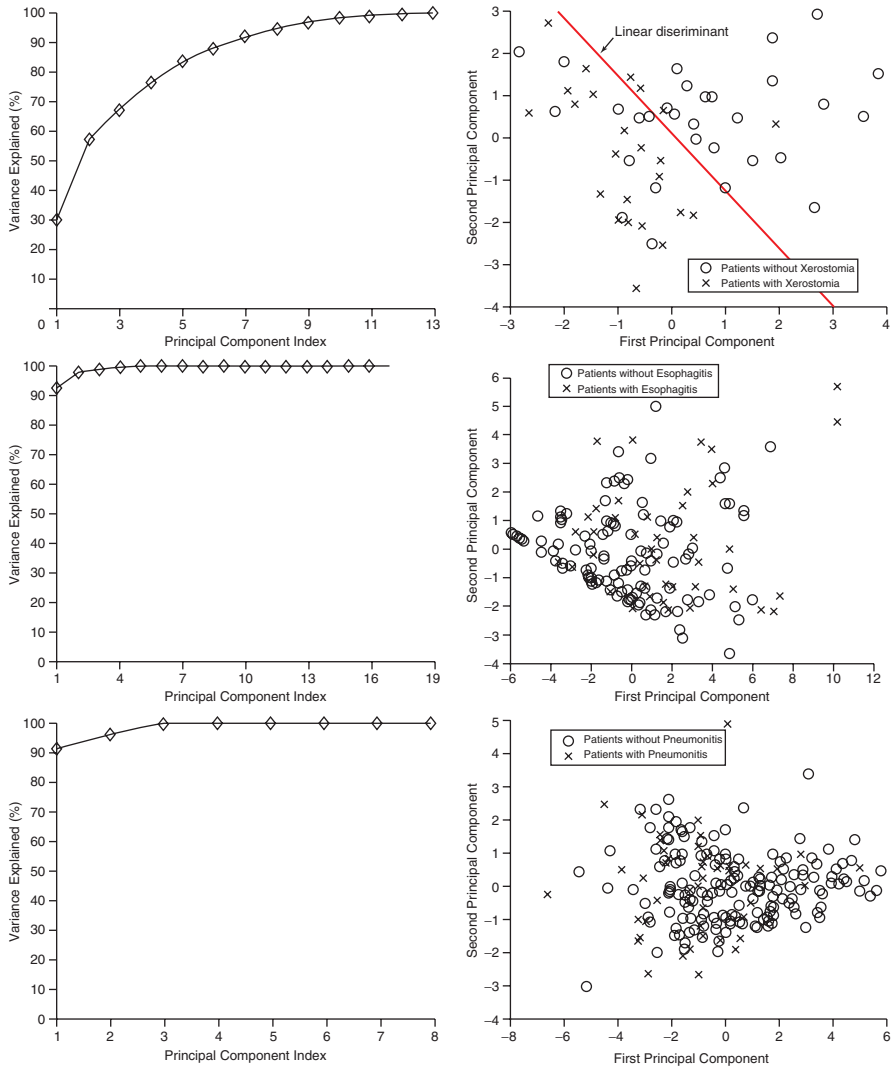 100
90
80
70
60
50
40
30
20
10
0
Variance Explained (%)
1 3 5 7 9 11 13
Principal Component Index
3
2
1
0
−1
−2
−3
−4
Second Principal Component
Linear disriminant
Patients without Xerostomia
Patients with Xerostomia
−3 −2 −1 0 1 2 3 4
First Principal Component
100
90
80
70
60
50
40
30
20
10
0
Variance Explained (%)
1 4 7 10 13 16 19
Principal Component Index
6
5
4
3
2
1
0
−1
−2
−3
−4
Second Principal Component
Patients without Esophagitis
Patients with Esophagitis
−6 −4 −2 0 2 4 6 8 10 12
First Principal Component
100
90
80
70
60
50
40
30
20
10
0
Variance Explained (%)
1 2 3 4 5 6 7 8
Principal Component Index
5
4
3
2
1
0
−1
−2
−3
−4
Second Principal Component
Patients without Pneumonitis
Patients with Pneumonitis
−8 −6 −4 −2 0 2 4 6
First Principal Component